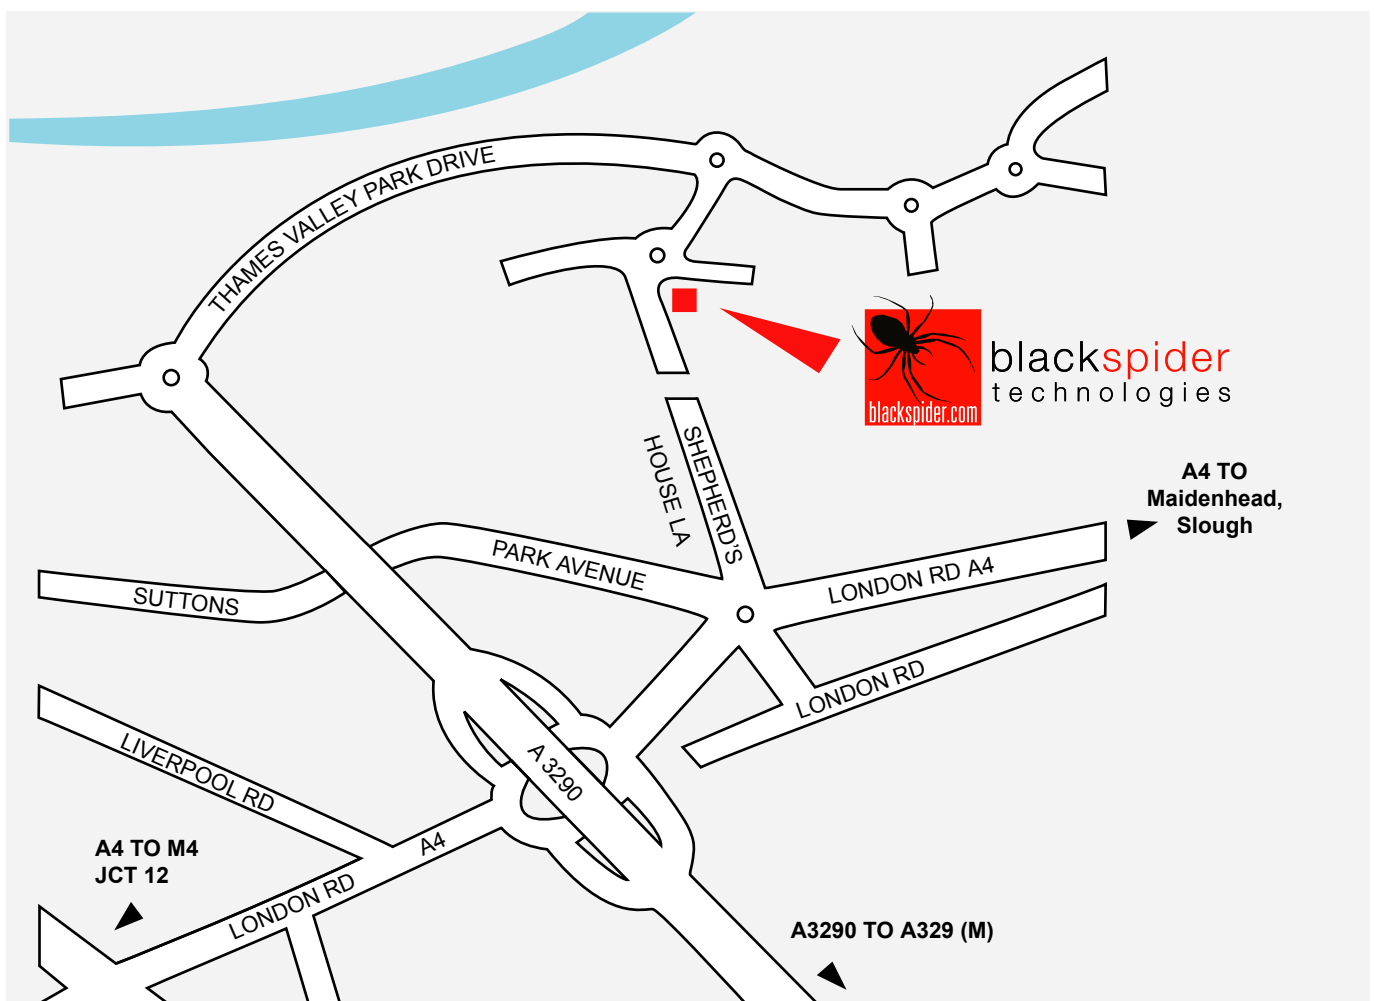 THAMES VALLEY PARK DRIVE
blackspider
technologies
blackspider.com
SHEPHERD'S
HOUSE LA
A4 TO
Maidenhead,
Slough
PARK AVENUE
LONDON RD A4
SUTTONS
LONDON RD
LIVERPOOL RD
A 3290
A4
A4 TO M4
JCT 12
LONDON RD
A3290 TO A329 (M)